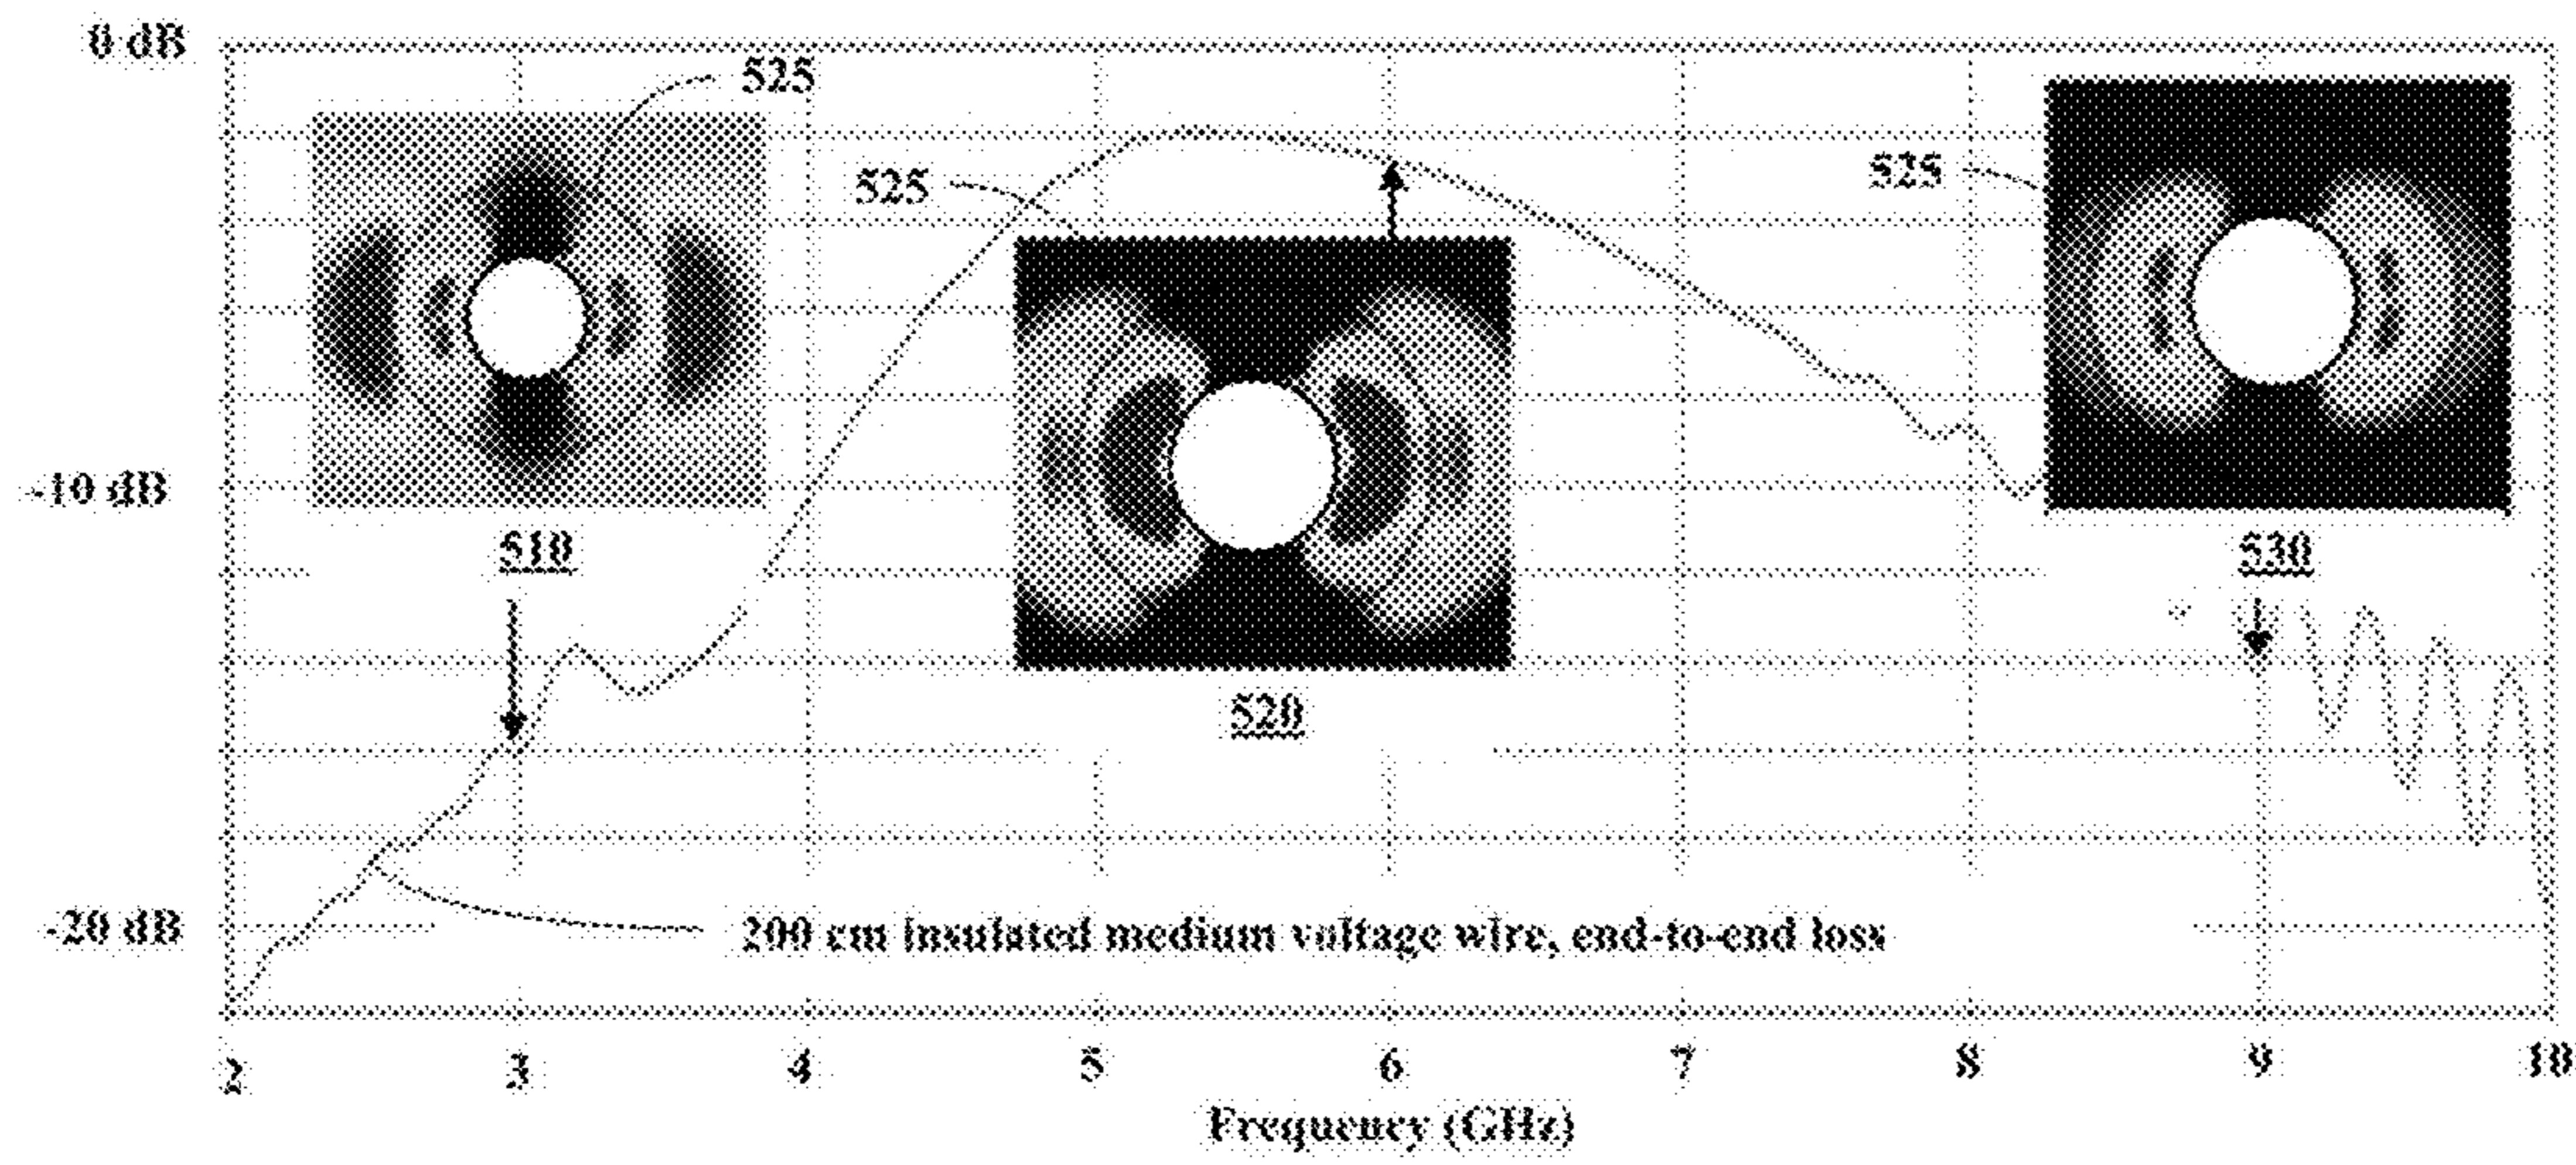 0 dB
525
525
525
-10 dB
510
530
520
-20 dB
200 cm insulated medium voltage wire, end-to-end loss
2 3 4 5 6 7 8 9 10
Frequency (GHz)